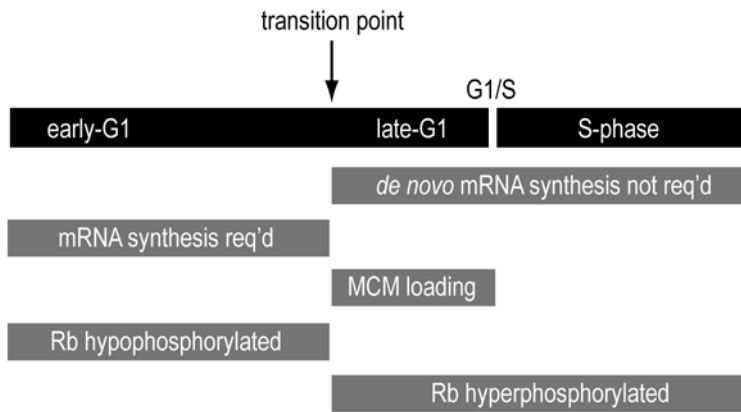 transition point
G1/S
early-G1 late-G1 S-phase
de novo mRNA synthesis not req'd
mRNA synthesis req'd
MCM loading
Rb hypophosphorylated
Rb hyperphosphorylated